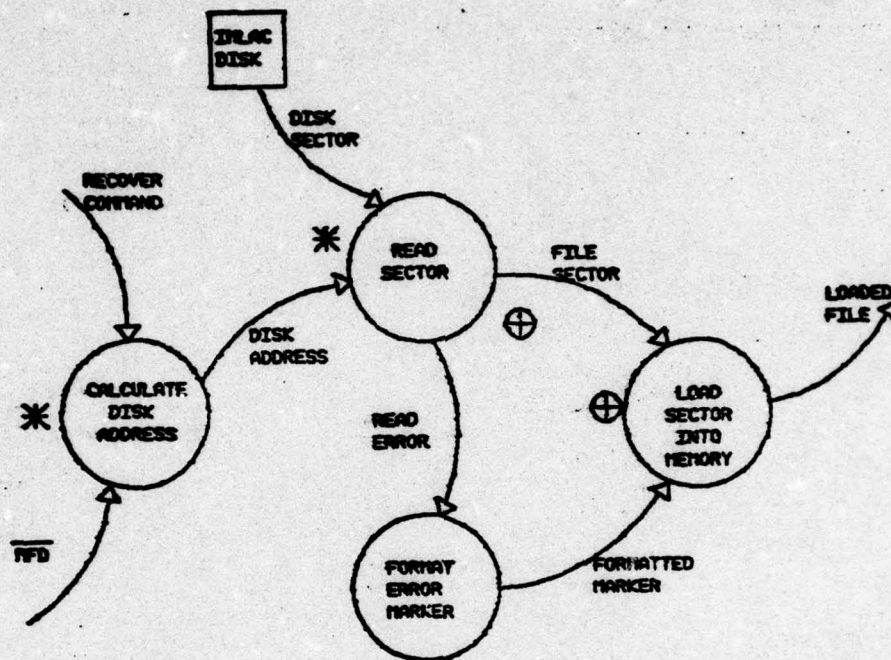 IMLAC
DISK
DISK
SECTOR
RECOVER
COMMAND
READ
SECTOR
FILE
SECTOR
LOADED
FILE
DISK
ADDRESS
CALCULATE
DISK
ADDRESS
LOAD
SECTOR
INTO
MEMORY
READ
ERROR
MFD
FORMAT
ERROR
MARKER
FORMATTED
MARKER